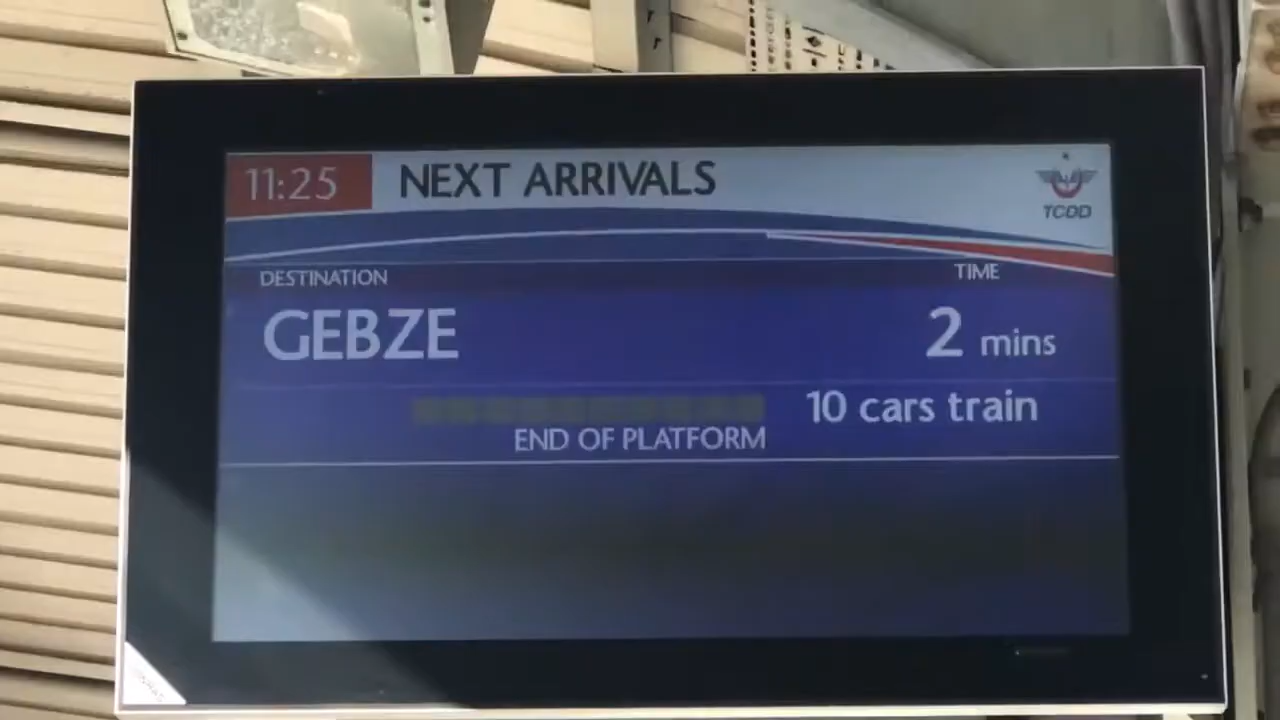 11:25 NEXT ARRIVALS
TCDD
DESTINATION TIME
GEBZE 2 mins
10 cars train
END OF PLATFORM